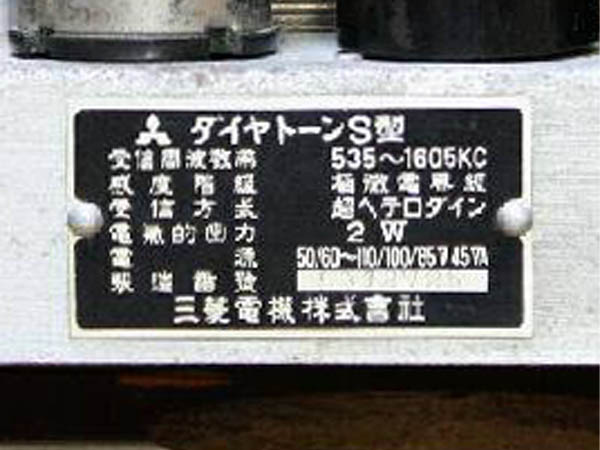 ダイヤトーンS型
受信周波数帯 535～1605KC
感度階級 極微電界級
受信方式 超ヘテロダイン
電氣的出力 2W
電源 50/60～110/100/85V 45VA
製造番號
三菱電機株式會社